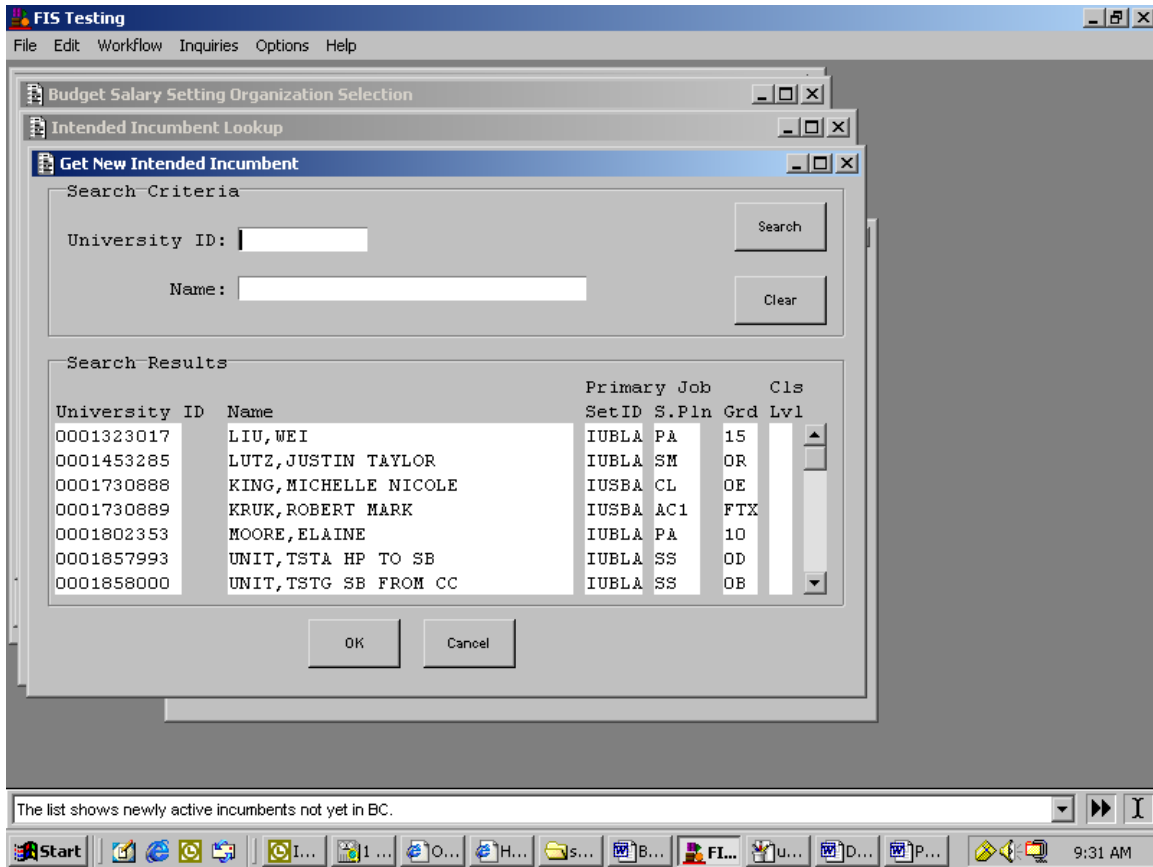 FIS Testing
File Edit Workflow Inquiries Options Help
Budget Salary Setting Organization Selection
Intended Incumbent Lookup
Get New Intended Incumbent
Search Criteria
University ID:
Search
Name:
Clear
Search Results
Primary Job Cls
University ID Name SetID S.Pln Grd Lvl
0001323017 LIU,WEI IUBLA PA 15
0001453285 LUTZ,JUSTIN TAYLOR IUBLA SM OR
0001730888 KING,MICHELLE NICOLE IUSBA CL OE
0001730889 KRUK,ROBERT MARK IUSBA AC1 FTX
0001802353 MOORE,ELAINE IUBLA PA 10
0001857993 UNIT,TSTA HP TO SB IUBLA SS OD
0001858000 UNIT,TSTG SB FROM CC IUBLA SS OB
OK Cancel
The list shows newly active incumbents not yet in BC.
Start I... 1 ... O... H... s... B... FI... u... D... P... 9:31 AM